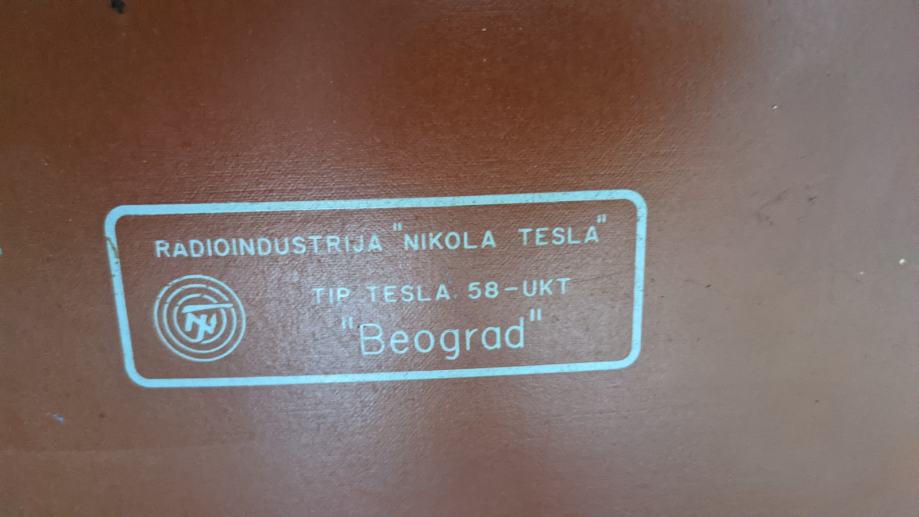 RADIOINDUSTRIJA "NIKOLA TESLA"
TIP TESLA 58-UKT
"Beograd"